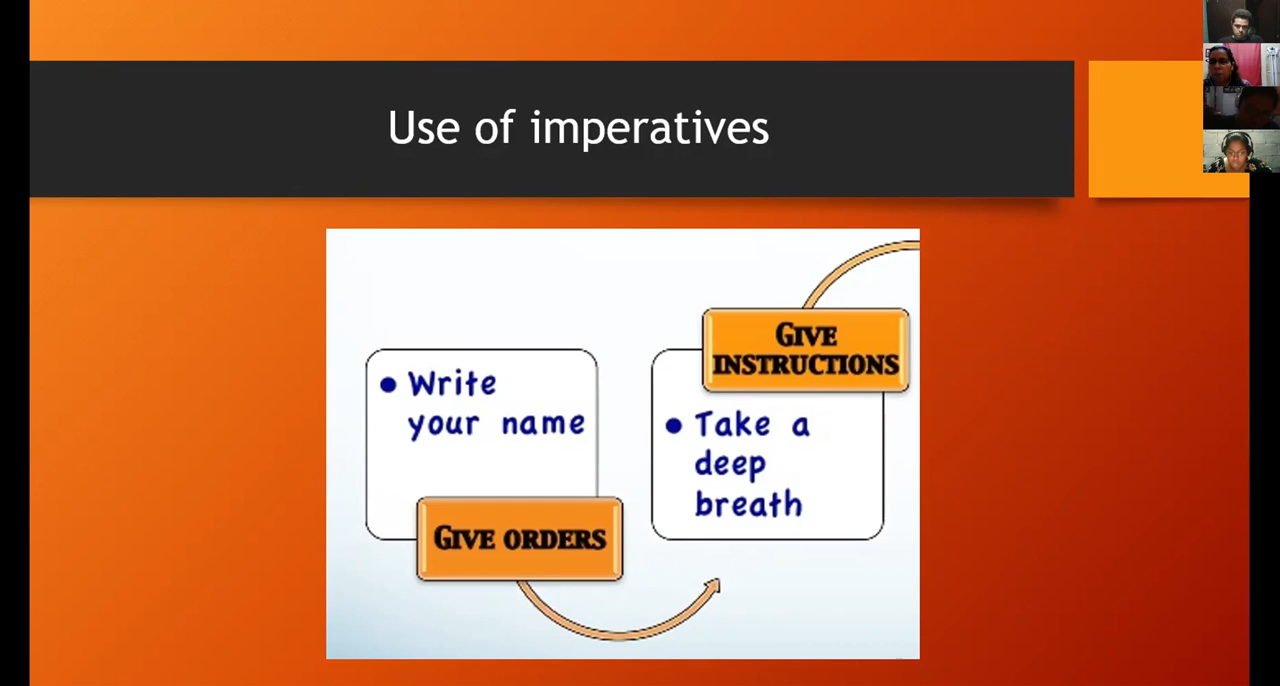 Use of imperatives
• Write
your name
GIVE ORDERS
GIVE
INSTRUCTIONS
• Take a
deep
breath